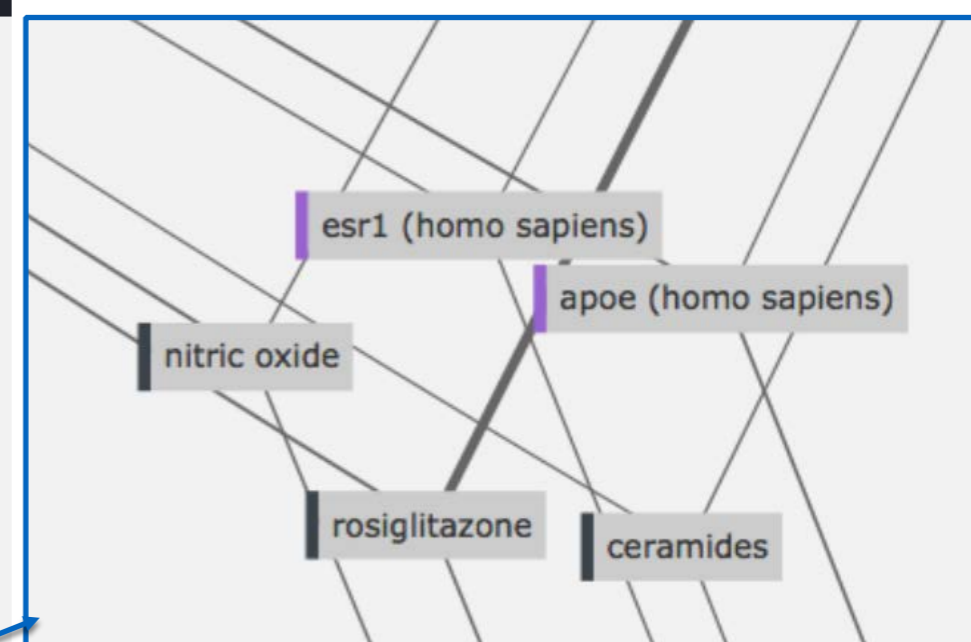 esr1 (homo sapiens)
apoe (homo sapiens)
nitric oxide
rosiglitazone
ceramides